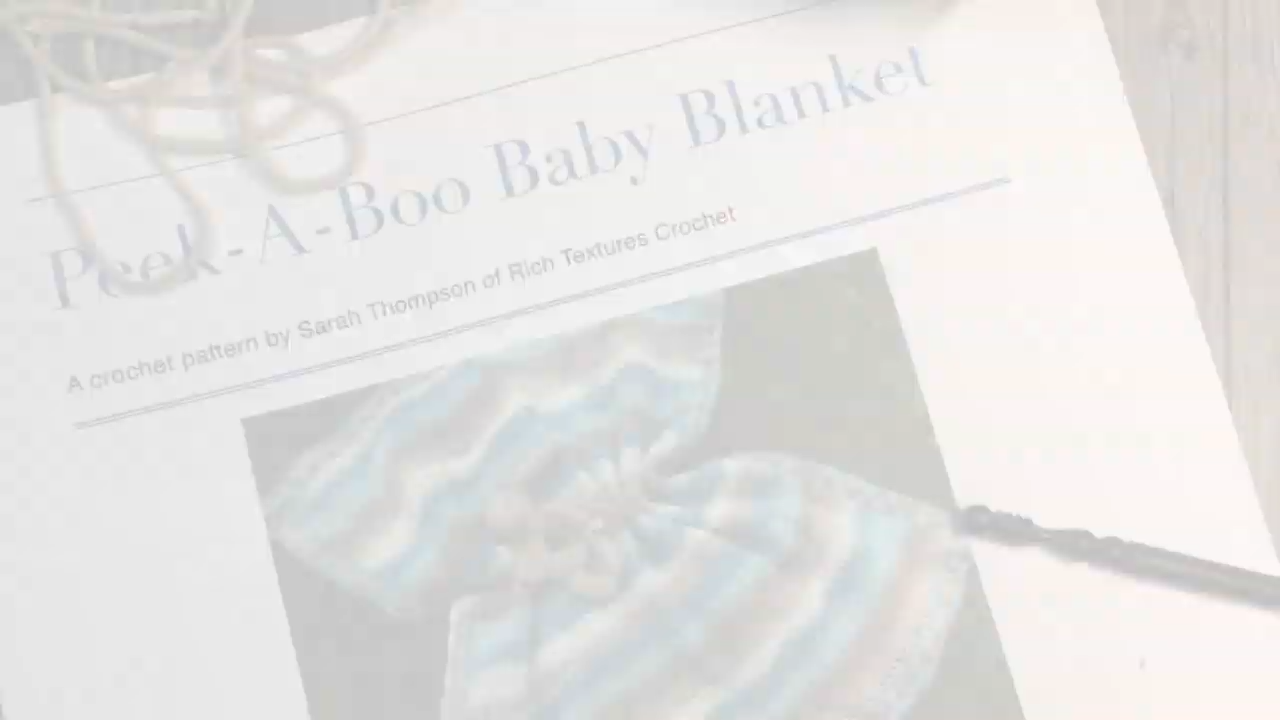 Peek-A-Boo Baby Blanket
A crochet pattern by Sarah Thompson of Rich Textures Crochet